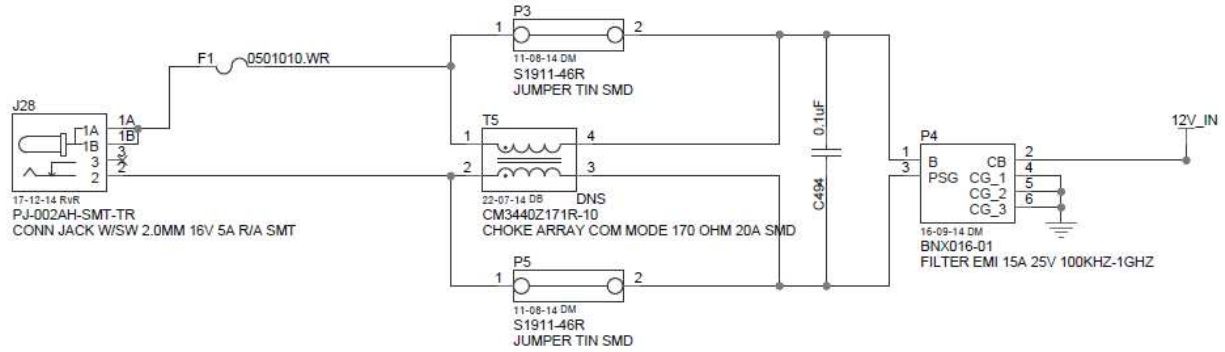 P3
1 2
11-08-14 DM
S1911-46R
JUMPER TIN SMD
F1 0501010.WR
J28
1A 1A
1B 1B
3 3
2 2
17-12-14 RvR
PJ-002AH-SMT-TR
CONN JACK W/SW 2.0MM 16V 5A R/A SMT
T5
1 4
2 3
22-07-14 DB DNS
CM3440Z171R-10
CHOKE ARRAY COM MODE 170 OHM 20A SMD
P5
1 2
11-08-14 DM
S1911-46R
JUMPER TIN SMD
0.1uF
C494
P4
1 B CB 2
3 PSG CG_1 4
CG_2 5
CG_3 6
16-09-14 DM
BNX016-01
FILTER EMI 15A 25V 100KHZ-1GHZ
12V_IN